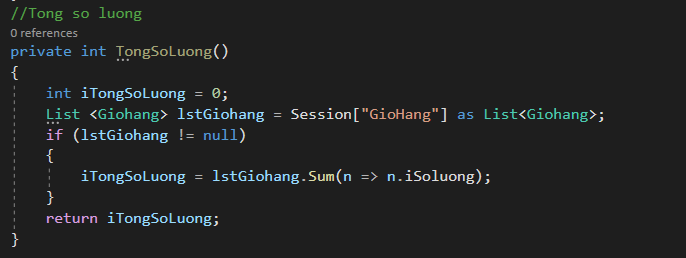 //Tong so luong
0 references
private int TongSoLuong()
{
int iTongSoLuong = 0;
List <Giohang> lstGiohang = Session["GioHang"] as List<Giohang>;
if (lstGiohang != null)
{
iTongSoLuong = lstGiohang.Sum(n => n.iSoluong);
}
return iTongSoLuong;
}